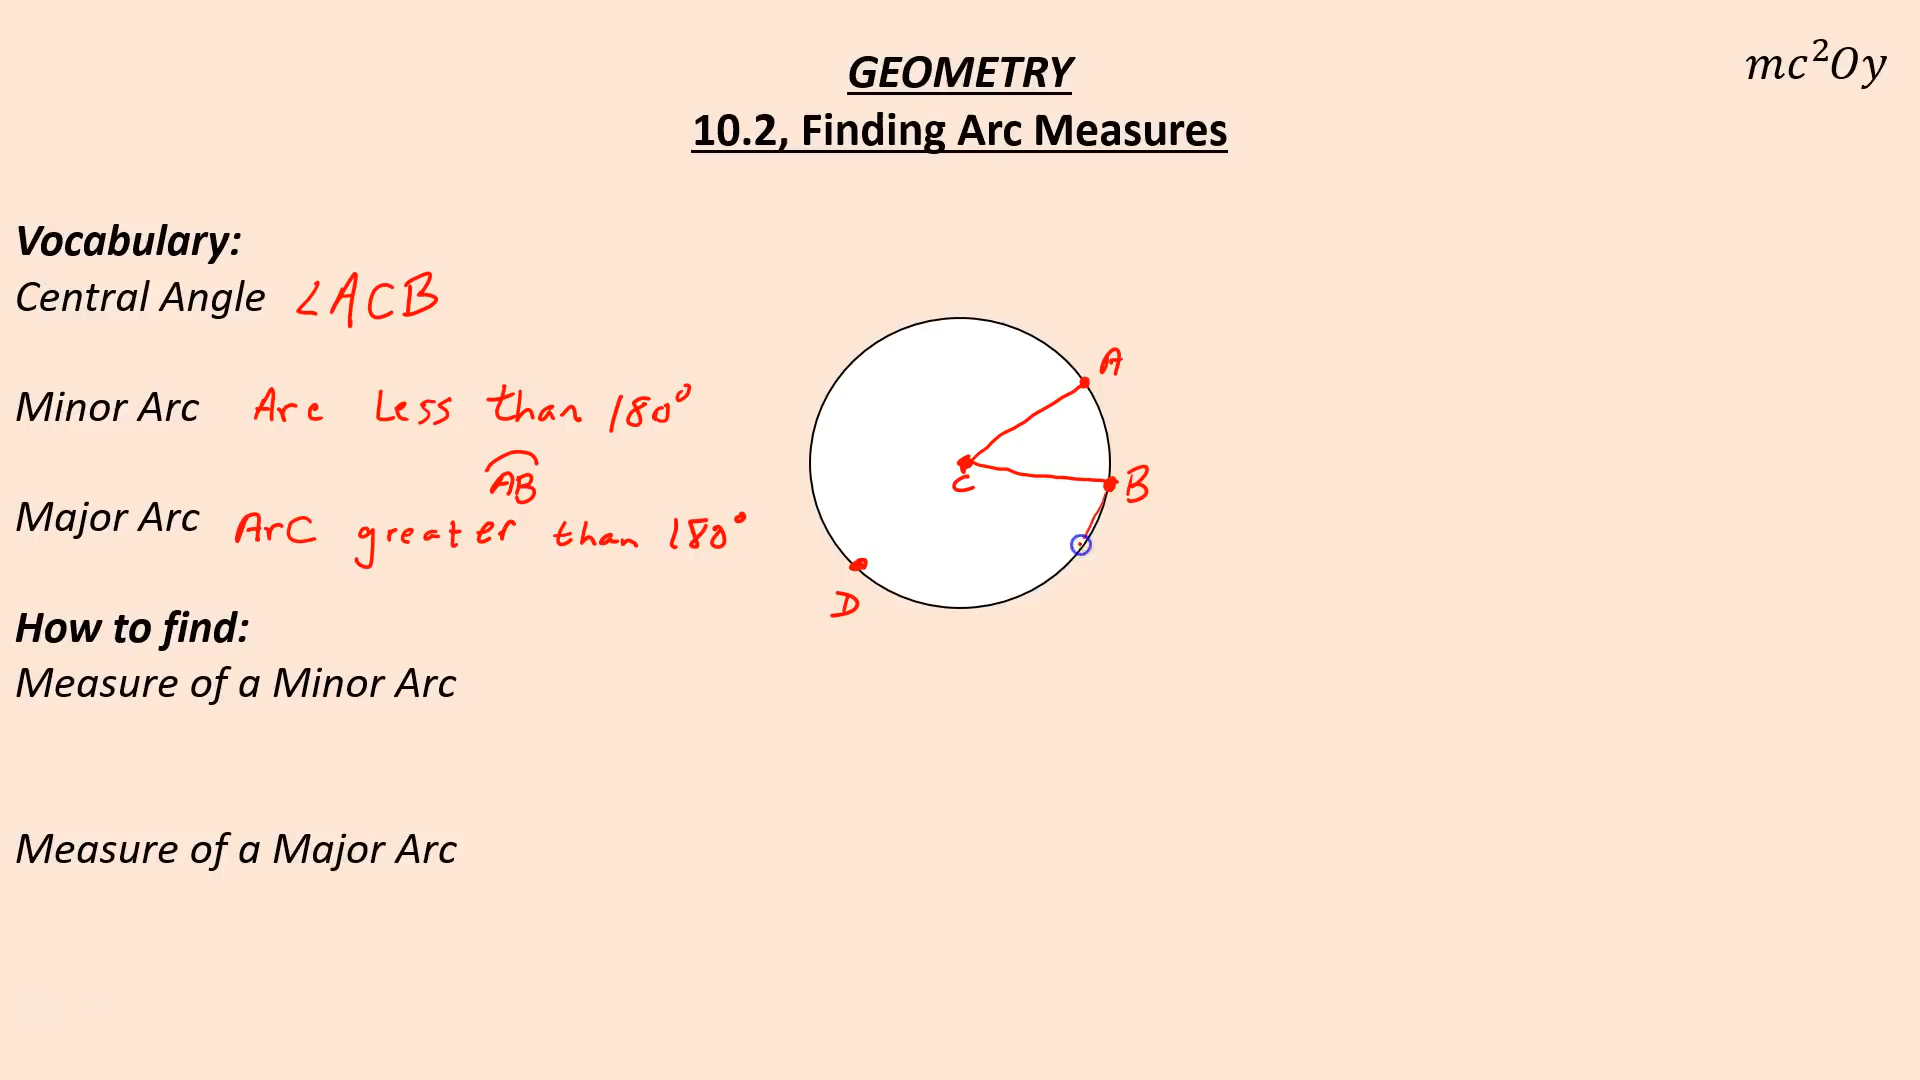 mc²Oy
GEOMETRY
10.2, Finding Arc Measures
Vocabulary:
Central Angle ∠ACB
Minor Arc Arc Less than 180°
AB
Major Arc Arc greater than 180°
How to find:
Measure of a Minor Arc
Measure of a Major Arc
A
B
C
D